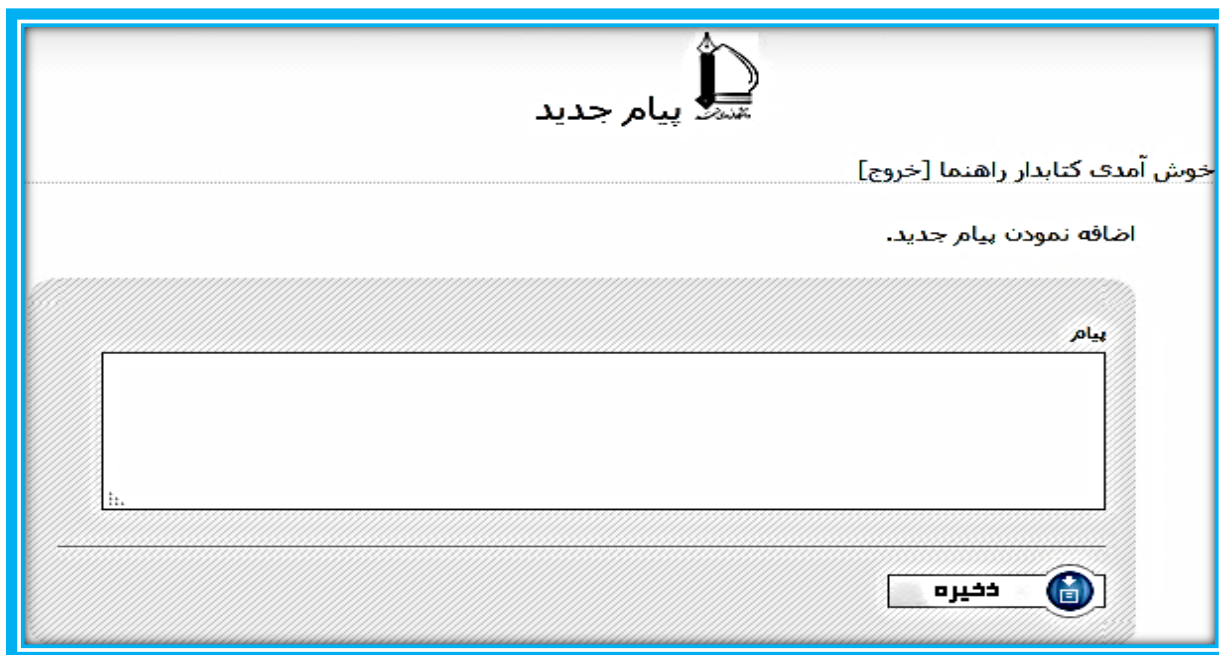 پیام جدید
خوش آمدی کتابدار راهنما [خروج]
اضافه نمودن پیام جدید.
پیام
ذخیره